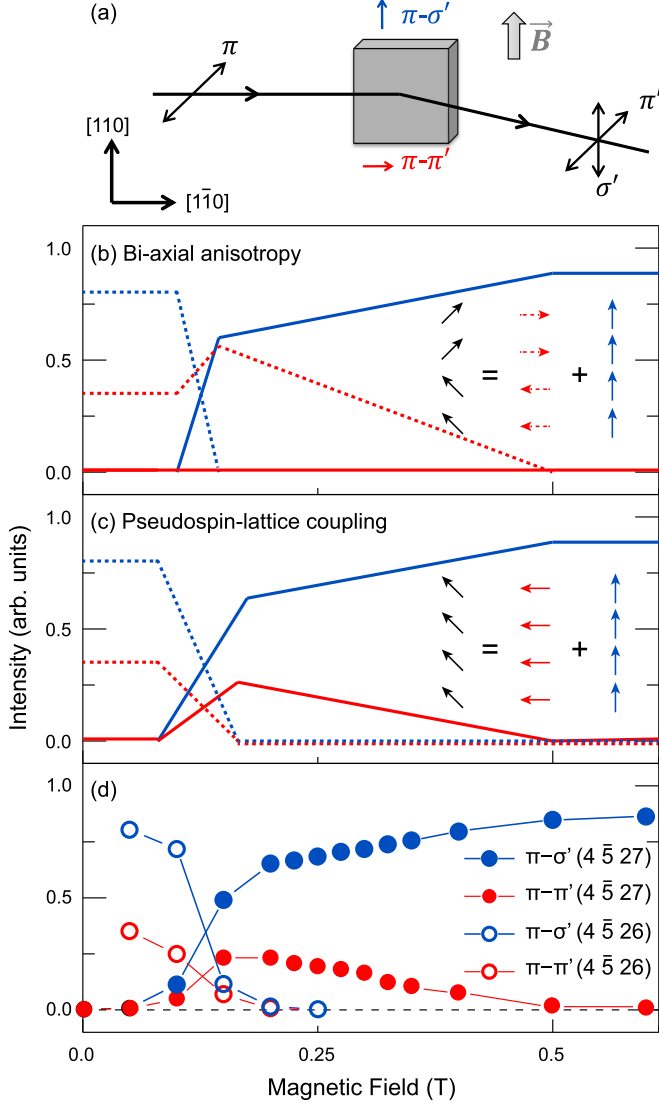 (a)
π-σ′
B
π
π′
[110]
[11̅0]
π-π′
σ′
Intensity (arb. units)
1.0
(b) Bi-axial anisotropy
0.5
= +
0.0
1.0
(c) Pseudospin-lattice coupling
0.5
= +
0.0
1.0
(d)
π−σ’ (4 5̅ 27)
0.5
π−π’ (4 5̅ 27)
π−σ’ (4 5̅ 26)
π−π’ (4 5̅ 26)
0.0
0.0 0.25 0.5
Magnetic Field (T)